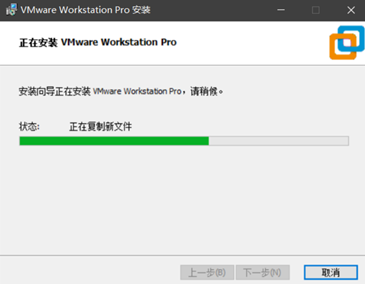 VMware Workstation Pro 安装
正在安装 VMware Workstation Pro
安装向导正在安装 VMware Workstation Pro，请稍候。
状态: 正在复制新文件
上一步(B) 下一步(N) 取消